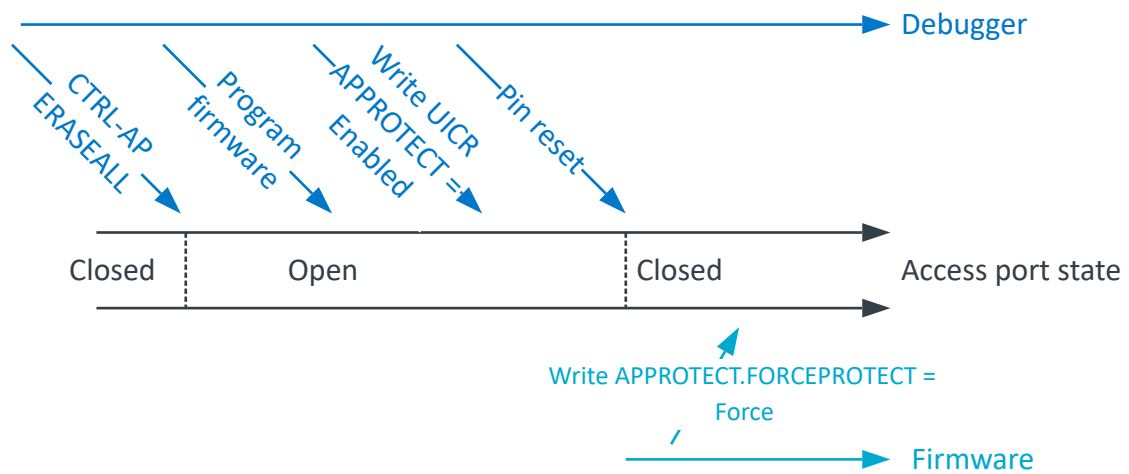 Debugger
CTRL-AP
ERASEALL
Program
firmware
Write UICR
APPROTECT =
Enabled
Pin reset
Closed
Open
Closed
Access port state
Write APPROTECT.FORCEPROTECT =
Force
Firmware